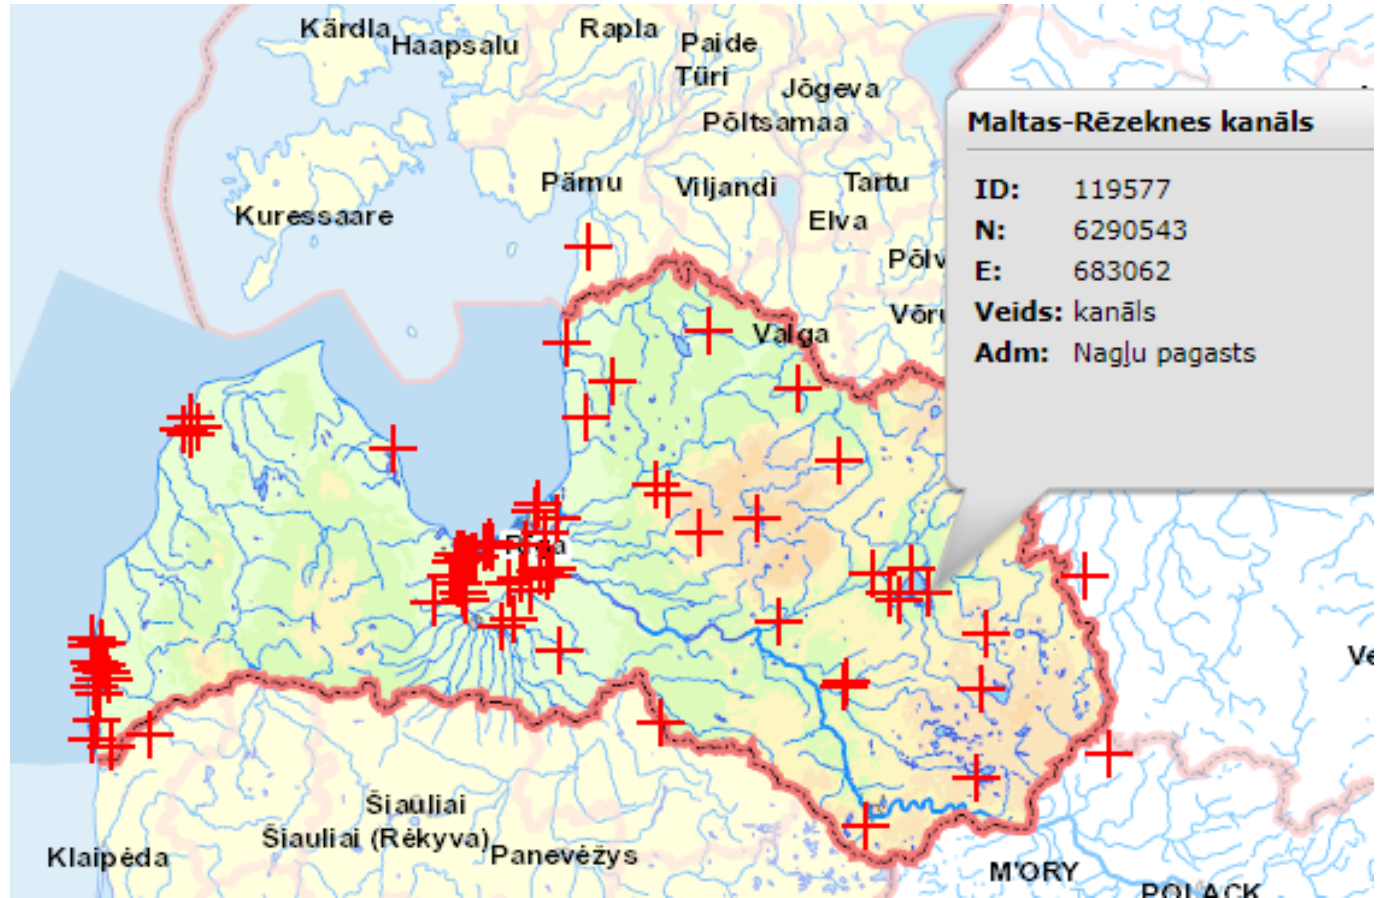 Kärdla
Haapsalu
Rapla
Paide
Türi
Jõgeva
Põltsamaa
Pärnu
Viljandi
Tartu
Elva
Kuressaare
Valga
Maltas-Rēzeknes kanāls
ID: 119577
N: 6290543
E: 683062
Veids: kanāls
Adm: Nagļu pagasts
Šiauliai
Šiauliai (Rėkyva)
Klaipėda
Panevėžys
M'ORY
POLACK